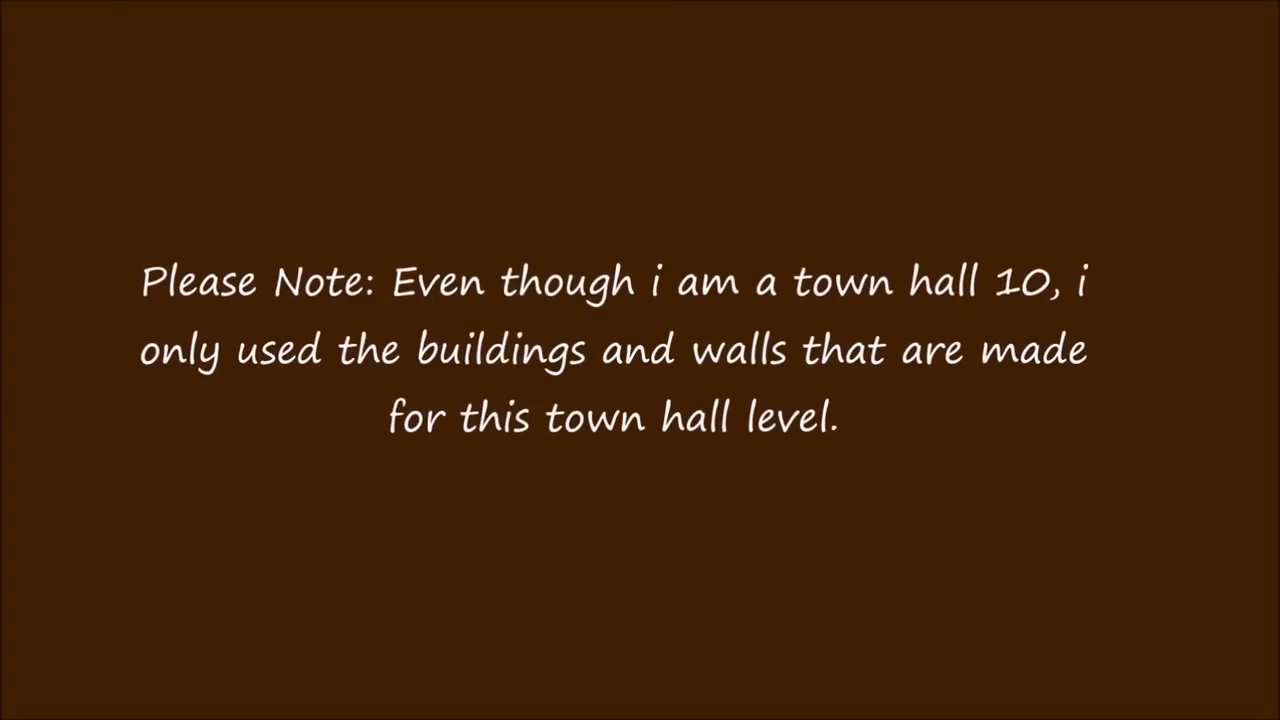 Please Note: Even though i am a town hall 10, i
only used the buildings and walls that are made
for this town hall level.